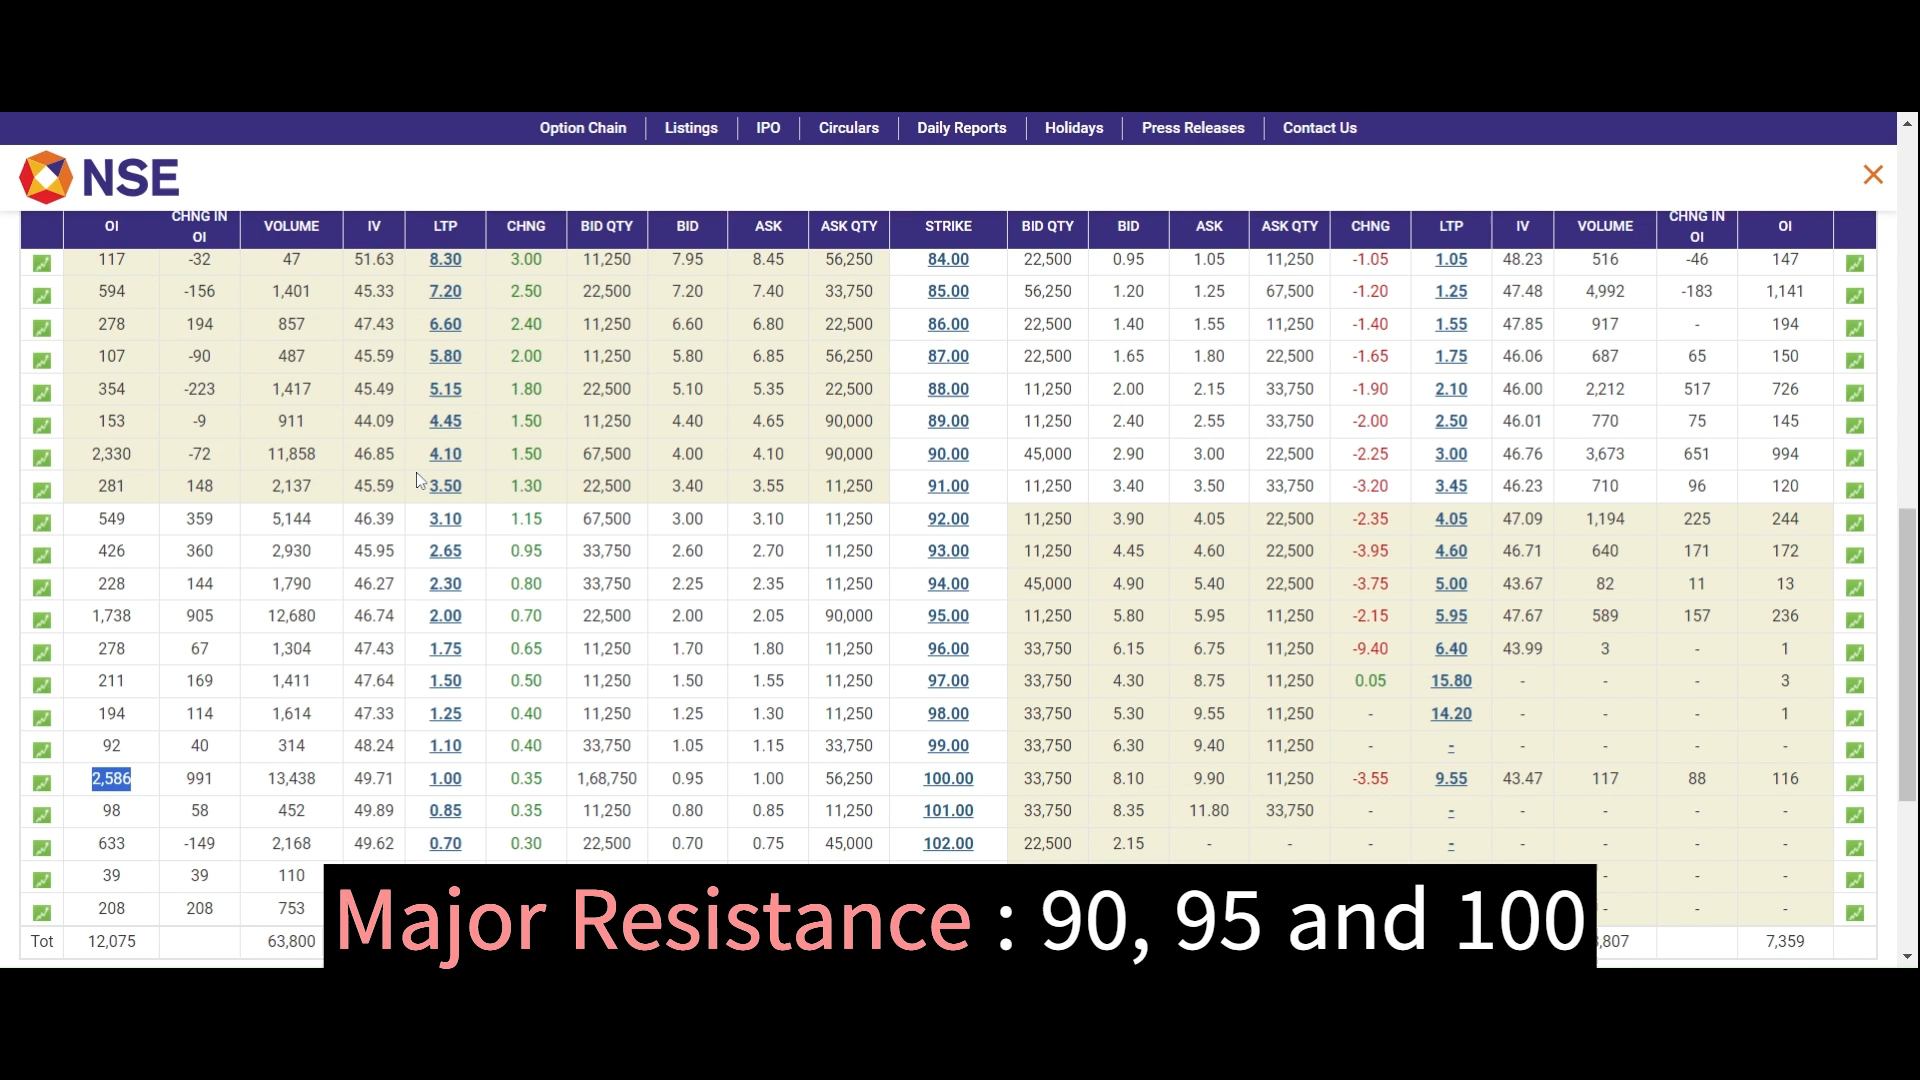 Option Chain Listings IPO Circulars Daily Reports Holidays Press Releases Contact Us
NSE
OI CHNG IN OI VOLUME IV LTP CHNG BID QTY BID ASK ASK QTY STRIKE BID QTY BID ASK ASK QTY CHNG LTP IV VOLUME CHNG IN OI OI
117 -32 47 51.63 8.30 3.00 11,250 7.95 8.45 56,250 84.00 22,500 0.95 1.05 11,250 -1.05 1.05 48.23 516 -46 147
594 -156 1,401 45.33 7.20 2.50 22,500 7.20 7.40 33,750 85.00 56,250 1.20 1.25 67,500 -1.20 1.25 47.48 4,992 -183 1,141
278 194 857 47.43 6.60 2.40 11,250 6.60 6.80 22,500 86.00 22,500 1.40 1.55 11,250 -1.40 1.55 47.85 917 - 194
107 -90 487 45.59 5.80 2.00 11,250 5.80 6.85 56,250 87.00 22,500 1.65 1.80 22,500 -1.65 1.75 46.06 687 65 150
354 -223 1,417 45.49 5.15 1.80 22,500 5.10 5.35 22,500 88.00 11,250 2.00 2.15 33,750 -1.90 2.10 46.00 2,212 517 726
153 -9 911 44.09 4.45 1.50 11,250 4.40 4.65 90,000 89.00 11,250 2.40 2.55 33,750 -2.00 2.50 46.01 770 75 145
2,330 -72 11,858 46.85 4.10 1.50 67,500 4.00 4.10 90,000 90.00 45,000 2.90 3.00 22,500 -2.25 3.00 46.76 3,673 651 994
281 148 2,137 45.59 3.50 1.30 22,500 3.40 3.55 11,250 91.00 11,250 3.40 3.50 33,750 -3.20 3.45 46.23 710 96 120
549 359 5,144 46.39 3.10 1.15 67,500 3.00 3.10 11,250 92.00 11,250 3.90 4.05 22,500 -2.35 4.05 47.09 1,194 225 244
426 360 2,930 45.95 2.65 0.95 33,750 2.60 2.70 11,250 93.00 11,250 4.45 4.60 22,500 -3.95 4.60 46.71 640 171 172
228 144 1,790 46.27 2.30 0.80 33,750 2.25 2.35 11,250 94.00 45,000 4.90 5.40 22,500 -3.75 5.00 43.67 82 11 13
1,738 905 12,680 46.74 2.00 0.70 22,500 2.00 2.05 90,000 95.00 11,250 5.80 5.95 11,250 -2.15 5.95 47.67 589 157 236
278 67 1,304 47.43 1.75 0.65 11,250 1.70 1.80 11,250 96.00 33,750 6.15 6.75 11,250 -9.40 6.40 43.99 3 - 1
211 169 1,411 47.64 1.50 0.50 11,250 1.50 1.55 11,250 97.00 33,750 4.30 8.75 11,250 0.05 15.80 - - - 3
194 114 1,614 47.33 1.25 0.40 11,250 1.25 1.30 11,250 98.00 33,750 5.30 9.55 11,250 - 14.20 - - - 1
92 40 314 48.24 1.10 0.40 33,750 1.05 1.15 33,750 99.00 33,750 6.30 9.40 11,250 - - - - - -
2,586 991 13,438 49.71 1.00 0.35 1,68,750 0.95 1.00 56,250 100.00 33,750 8.10 9.90 11,250 -3.55 9.55 43.47 117 88 116
98 58 452 49.89 0.85 0.35 11,250 0.80 0.85 11,250 101.00 33,750 8.35 11.80 33,750 - - - - - -
633 -149 2,168 49.62 0.70 0.30 22,500 0.70 0.75 45,000 102.00 22,500 2.15 - - - - - - - -
39 39 110 - - -
208 208 753 - - -
Tot 12,075 63,800 ,807 7,359
Major Resistance : 90, 95 and 100